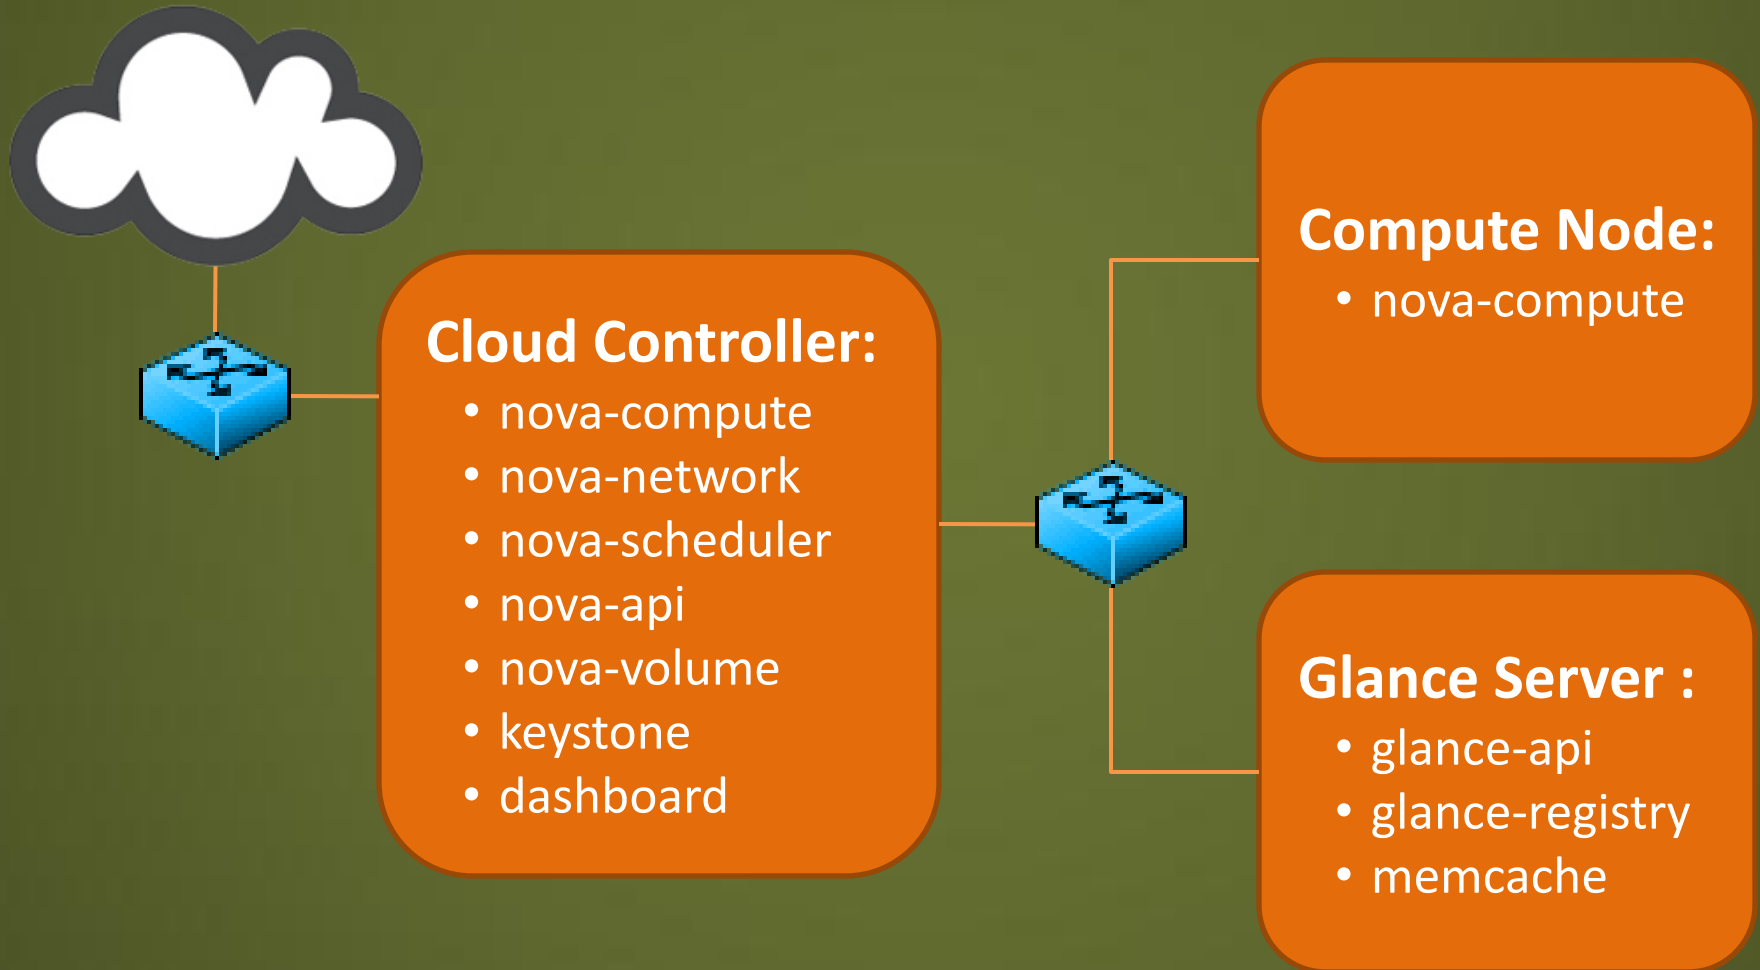 Cloud Controller:
• nova-compute
• nova-network
• nova-scheduler
• nova-api
• nova-volume
• keystone
• dashboard
Compute Node:
• nova-compute
Glance Server :
• glance-api
• glance-registry
• memcache